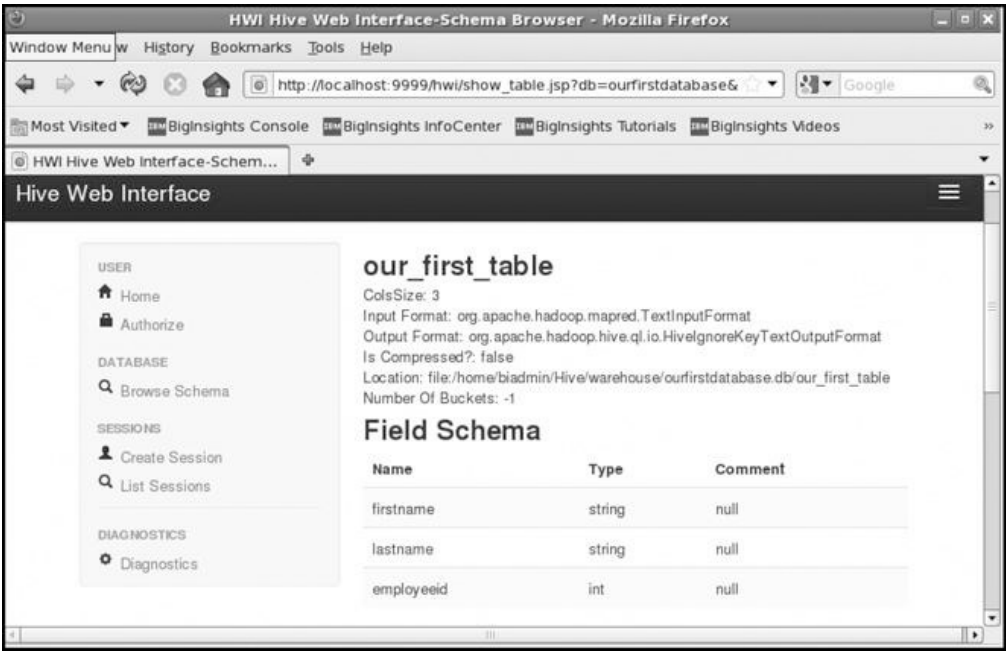 HWI Hive Web Interface-Schema Browser - Mozilla Firefox
Window Menu w History Bookmarks Tools Help
http://localhost:9999/hwi/show_table.jsp?db=ourfirstdatabase& Google
Most Visited BigInsights Console BigInsights InfoCenter BigInsights Tutorials BigInsights Videos »
HWI Hive Web Interface-Schem...
Hive Web Interface
USER
Home
Authorize
DATABASE
Browse Schema
SESSIONS
Create Session
List Sessions
DIAGNOSTICS
Diagnostics
our_first_table
ColsSize: 3
Input Format: org.apache.hadoop.mapred.TextInputFormat
Output Format: org.apache.hadoop.hive.ql.io.HiveIgnoreKeyTextOutputFormat
Is Compressed?: false
Location: file:/home/biadmin/Hive/warehouse/ourfirstdatabase.db/our_first_table
Number Of Buckets: -1
Field Schema
Name Type Comment
firstname string null
lastname string null
employeeid int null